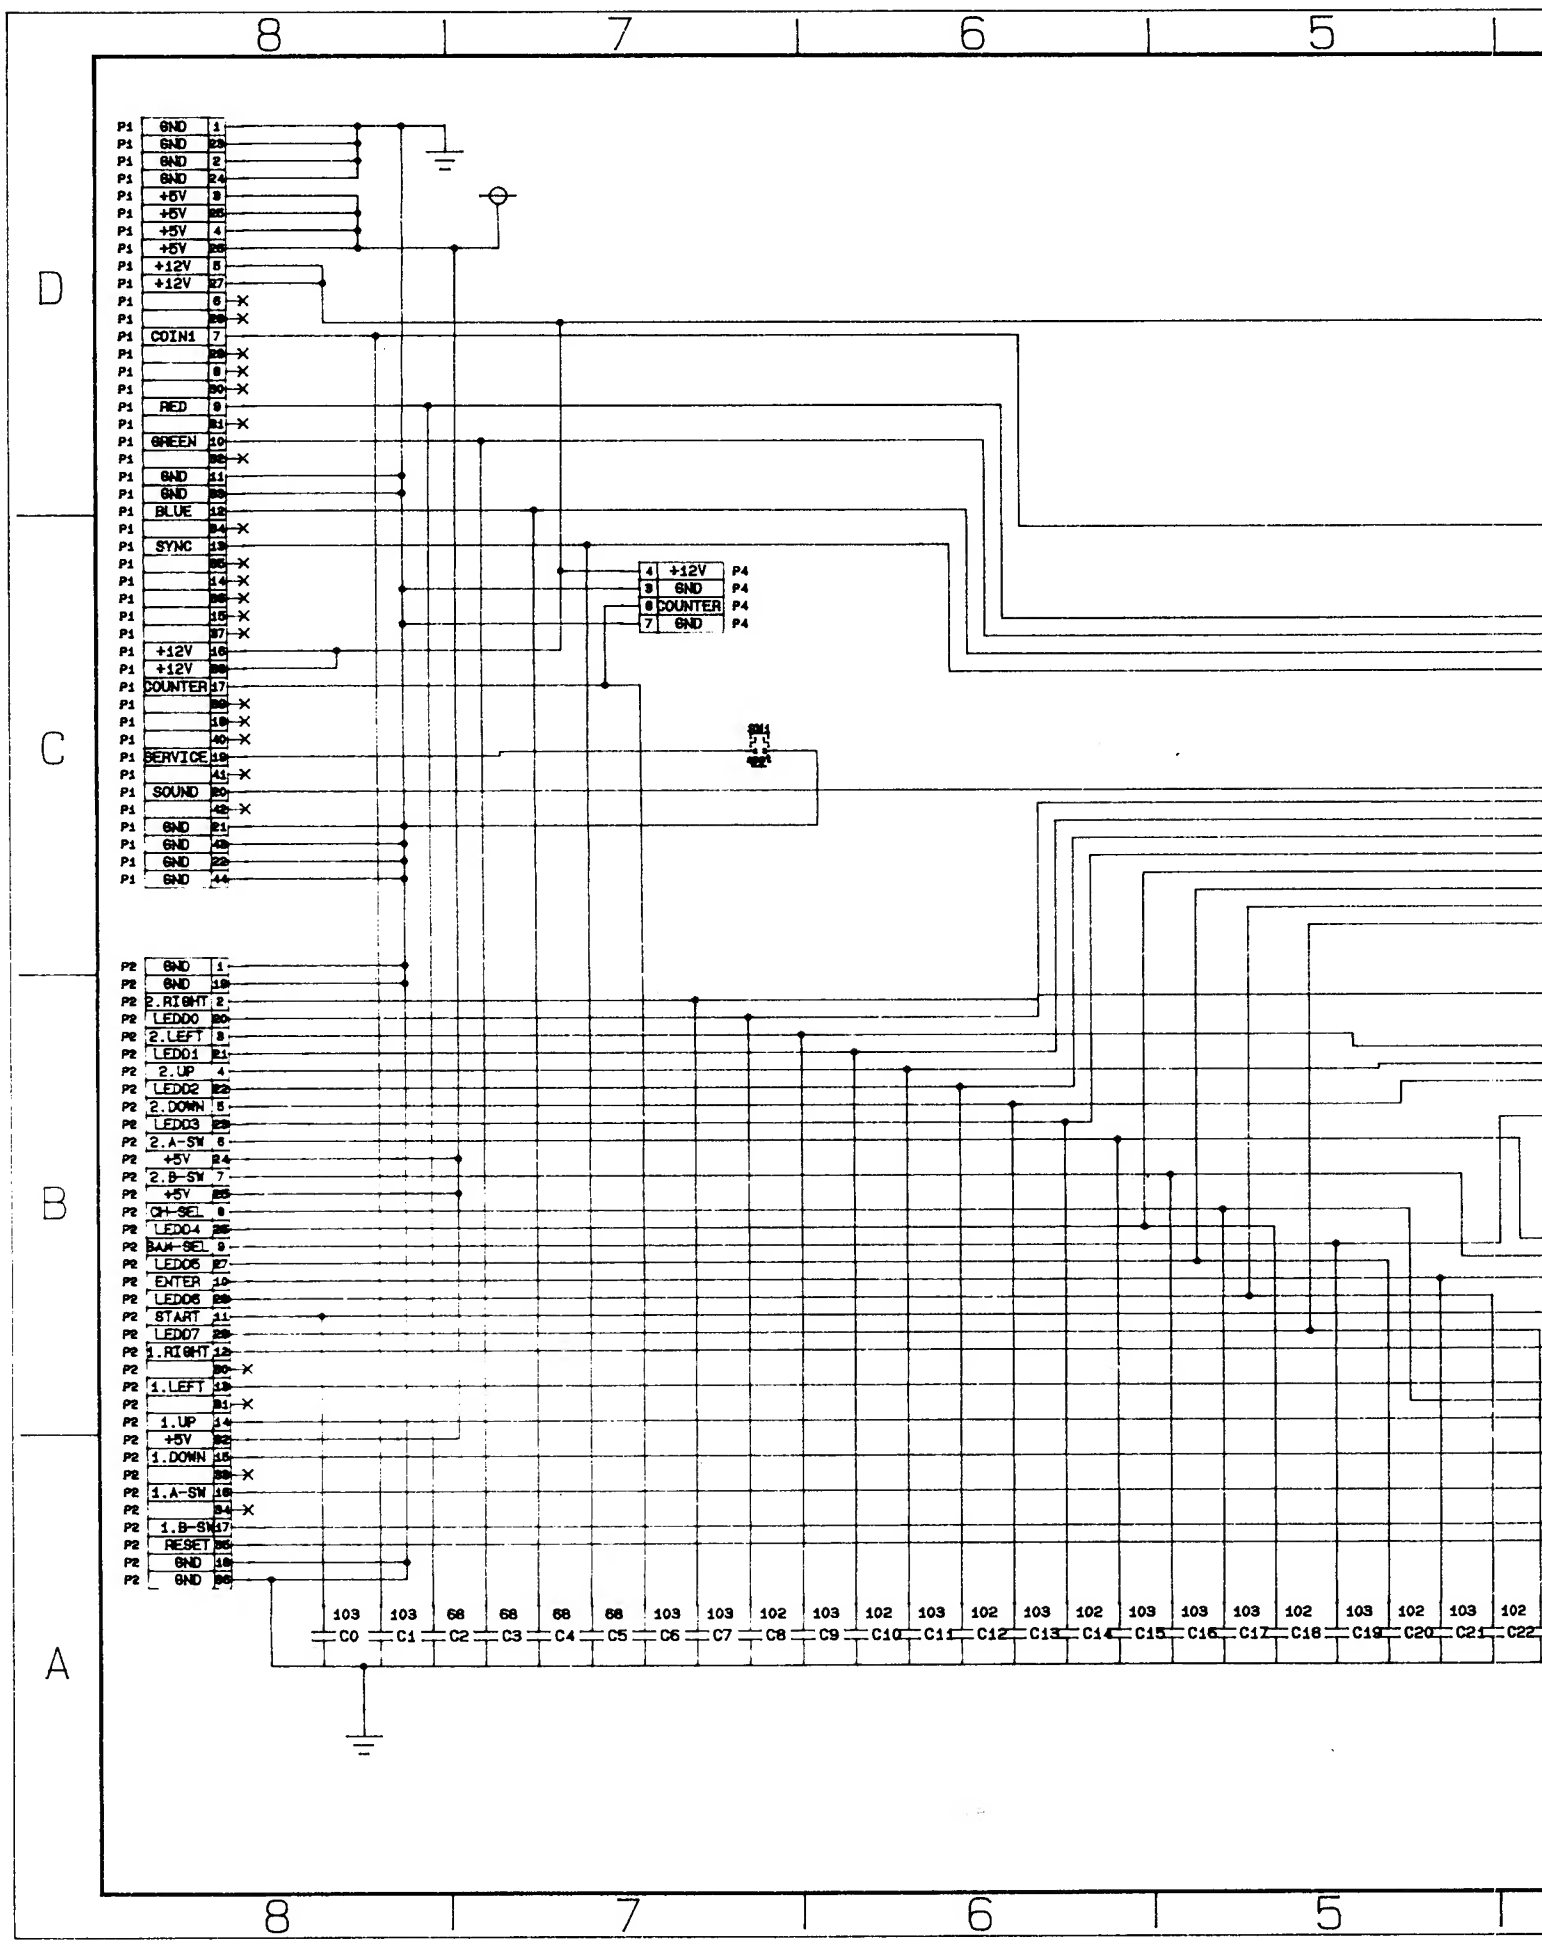 8 7 6 5
P1 GND 1
P1 GND 23
P1 GND 2
P1 GND 24
P1 +5V 3
P1 +5V 25
P1 +5V 4
P1 +5V 26
P1 +12V 5
P1 +12V 27
D
P1 6
P1 28
P1 COIN1 7
P1 29
P1 8
P1 30
P1 RED 9
P1 31
P1 GREEN 10
P1 32
P1 GND 11
P1 GND 33
P1 BLUE 12
P1 34
P1 SYNC 13
P1 35
4 +12V P4
P1 14
3 GND P4
P1 36
6 COUNTER P4
P1 15
7 GND P4
P1 37
P1 +12V 16
P1 +12V 38
P1 COUNTER 17
P1 39
P1 18
P1 40
C
P1 SERVICE 19
P1 41
P1 SOUND 20
P1 42
P1 GND 21
P1 GND 43
P1 GND 22
P1 GND 44
P2 GND 1
P2 GND 19
P2 2.RIGHT 2
P2 LEDD0 20
P2 2.LEFT 3
P2 LEDD1 21
P2 2.UP 4
P2 LEDD2 22
P2 2.DOWN 5
P2 LEDD3 23
P2 2.A-SW 6
P2 +5V 24
P2 2.B-SW 7
P2 +5V 25
B
P2 CH-SEL 8
P2 LEDD4 26
P2 GAM-SEL 9
P2 LEDD5 27
P2 ENTER 10
P2 LEDD6 28
P2 START 11
P2 LEDD7 29
P2 1.RIGHT 12
P2 30
P2 1.LEFT 13
P2 31
P2 1.UP 14
P2 +5V 32
P2 1.DOWN 15
P2 33
P2 1.A-SW 16
P2 34
P2 1.B-SW 17
P2 RESET 35
P2 GND 18
P2 GND 36
103 103 68 68 68 68 103 103 102 103 102 103 102 103 102 103 103 103 102 103 102 103 102
C0 C1 C2 C3 C4 C5 C6 C7 C8 C9 C10 C11 C12 C13 C14 C15 C16 C17 C18 C19 C20 C21 C22
A
8 7 6 5